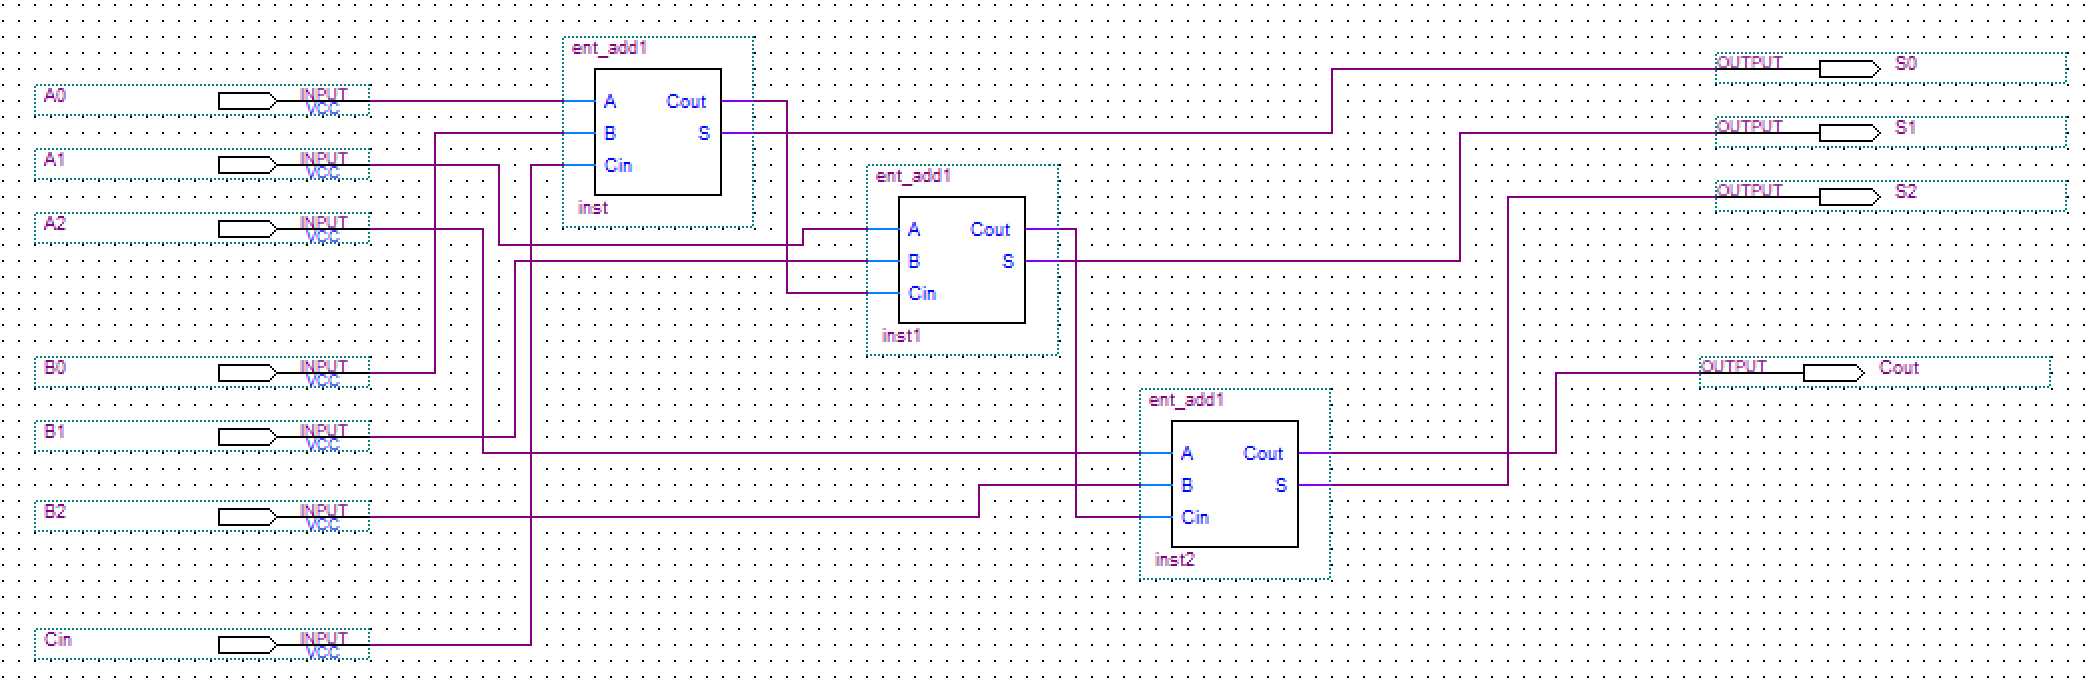 A0 INPUT
VCC
A1 INPUT
VCC
A2 INPUT
VCC
B0 INPUT
VCC
B1 INPUT
VCC
B2 INPUT
VCC
Cin INPUT
VCC
ent_add1
A Cout
B S
Cin
inst
ent_add1
A Cout
B S
Cin
inst1
ent_add1
A Cout
B S
Cin
inst2
OUTPUT S0
OUTPUT S1
OUTPUT S2
OUTPUT Cout